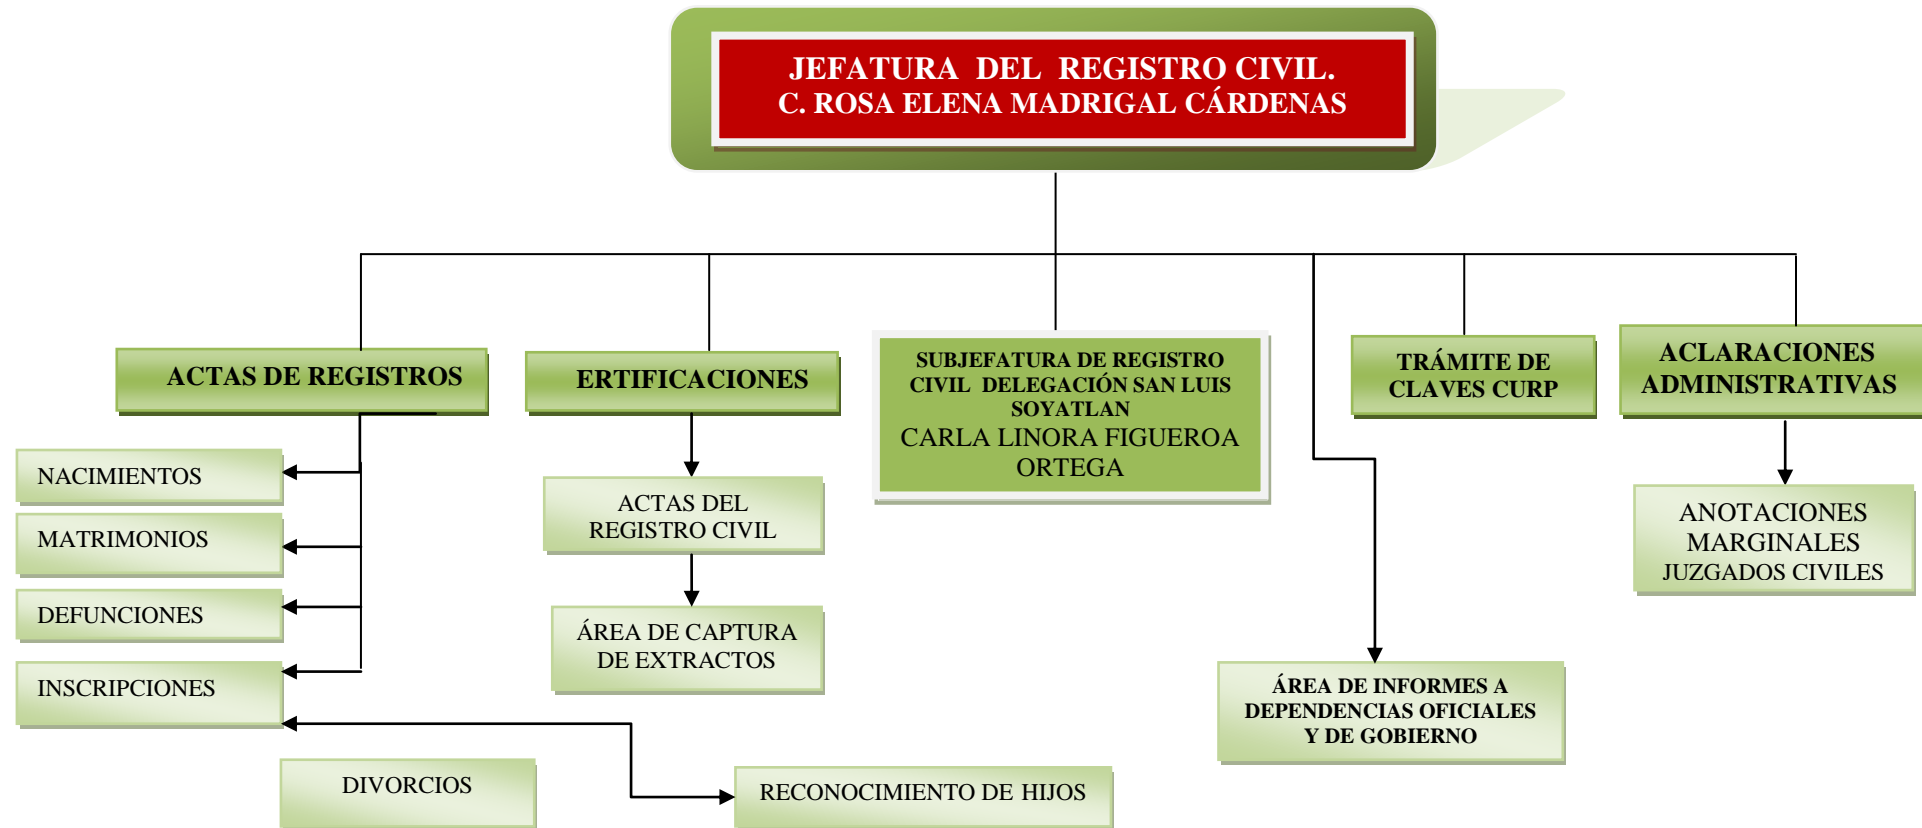 JEFATURA DEL REGISTRO CIVIL.
C. ROSA ELENA MADRIGAL CÁRDENAS
ACTAS DE REGISTROS
ERTIFICACIONES
SUBJEFATURA DE REGISTRO
CIVIL DELEGACIÓN SAN LUIS
SOYATLAN
CARLA LINORA FIGUEROA
ORTEGA
TRÁMITE DE
CLAVES CURP
ACLARACIONES
ADMINISTRATIVAS
NACIMIENTOS
MATRIMONIOS
DEFUNCIONES
INSCRIPCIONES
ACTAS DEL
REGISTRO CIVIL
ÁREA DE CAPTURA
DE EXTRACTOS
ANOTACIONES
MARGINALES
JUZGADOS CIVILES
ÁREA DE INFORMES A
DEPENDENCIAS OFICIALES
Y DE GOBIERNO
DIVORCIOS
RECONOCIMIENTO DE HIJOS